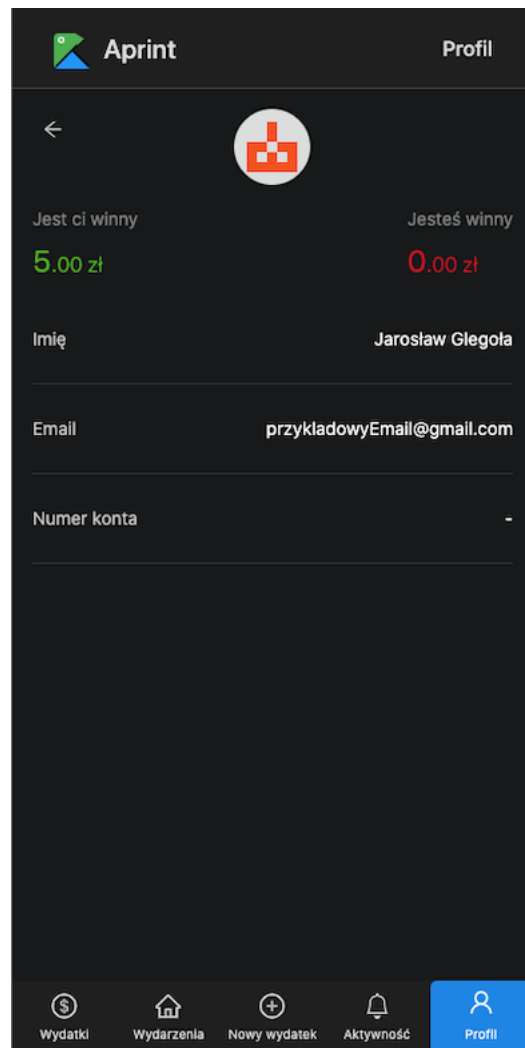 Aprint Profil
Jest ci winny Jesteś winny
5.00 zł 0.00 zł
Imię Jarosław Glegoła
Email przykladowyEmail@gmail.com
Numer konta -
Wydatki Wydarzenia Nowy wydatek Aktywność Profil